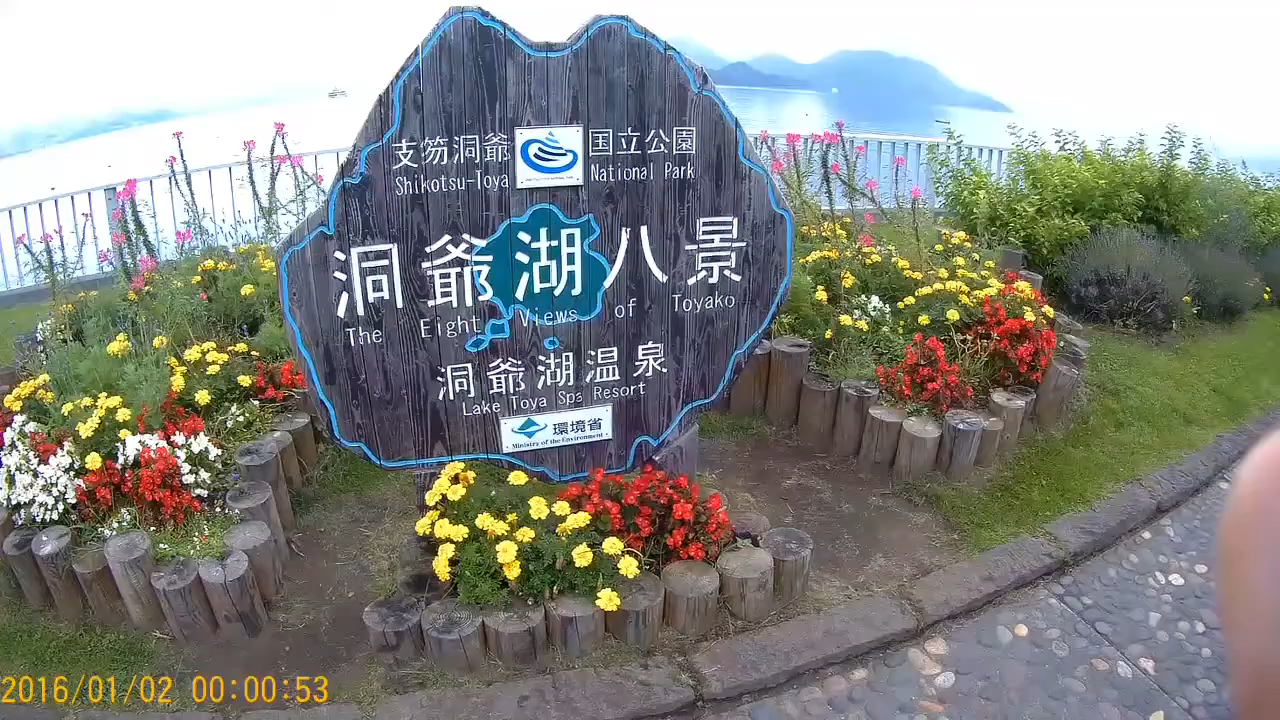 支笏洞爺 国立公園
Shikotsu-Toya National Park
洞爺湖八景
The Eight Views of Toyako
洞爺湖温泉
Lake Toya Spa Resort
環境省
Ministry of the Environment
2016/01/02 00:00:53